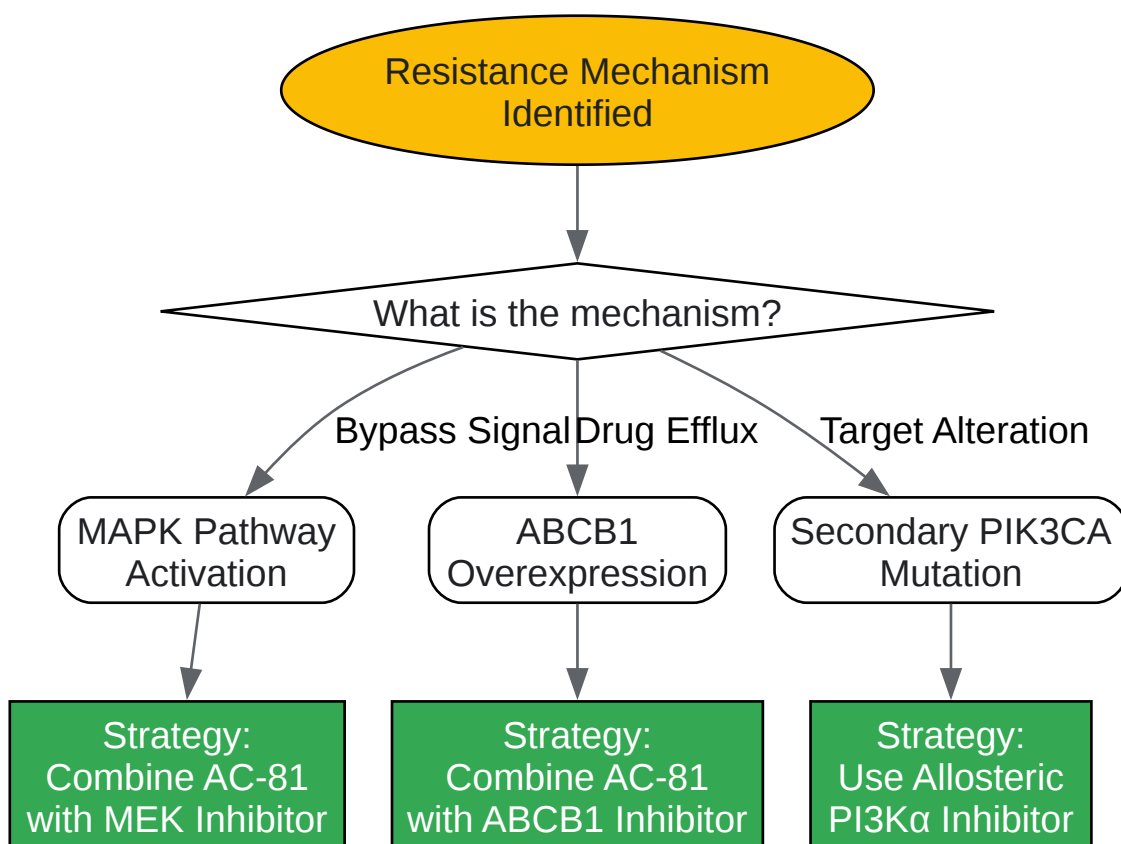 Resistance Mechanism
Identified
What is the mechanism?
Bypass Signal
Drug Efflux
Target Alteration
MAPK Pathway
Activation
ABCB1
Overexpression
Secondary PIK3CA
Mutation
Strategy:
Combine AC-81
with MEK Inhibitor
Strategy:
Combine AC-81
with ABCB1 Inhibitor
Strategy:
Use Allosteric
PI3Kα Inhibitor